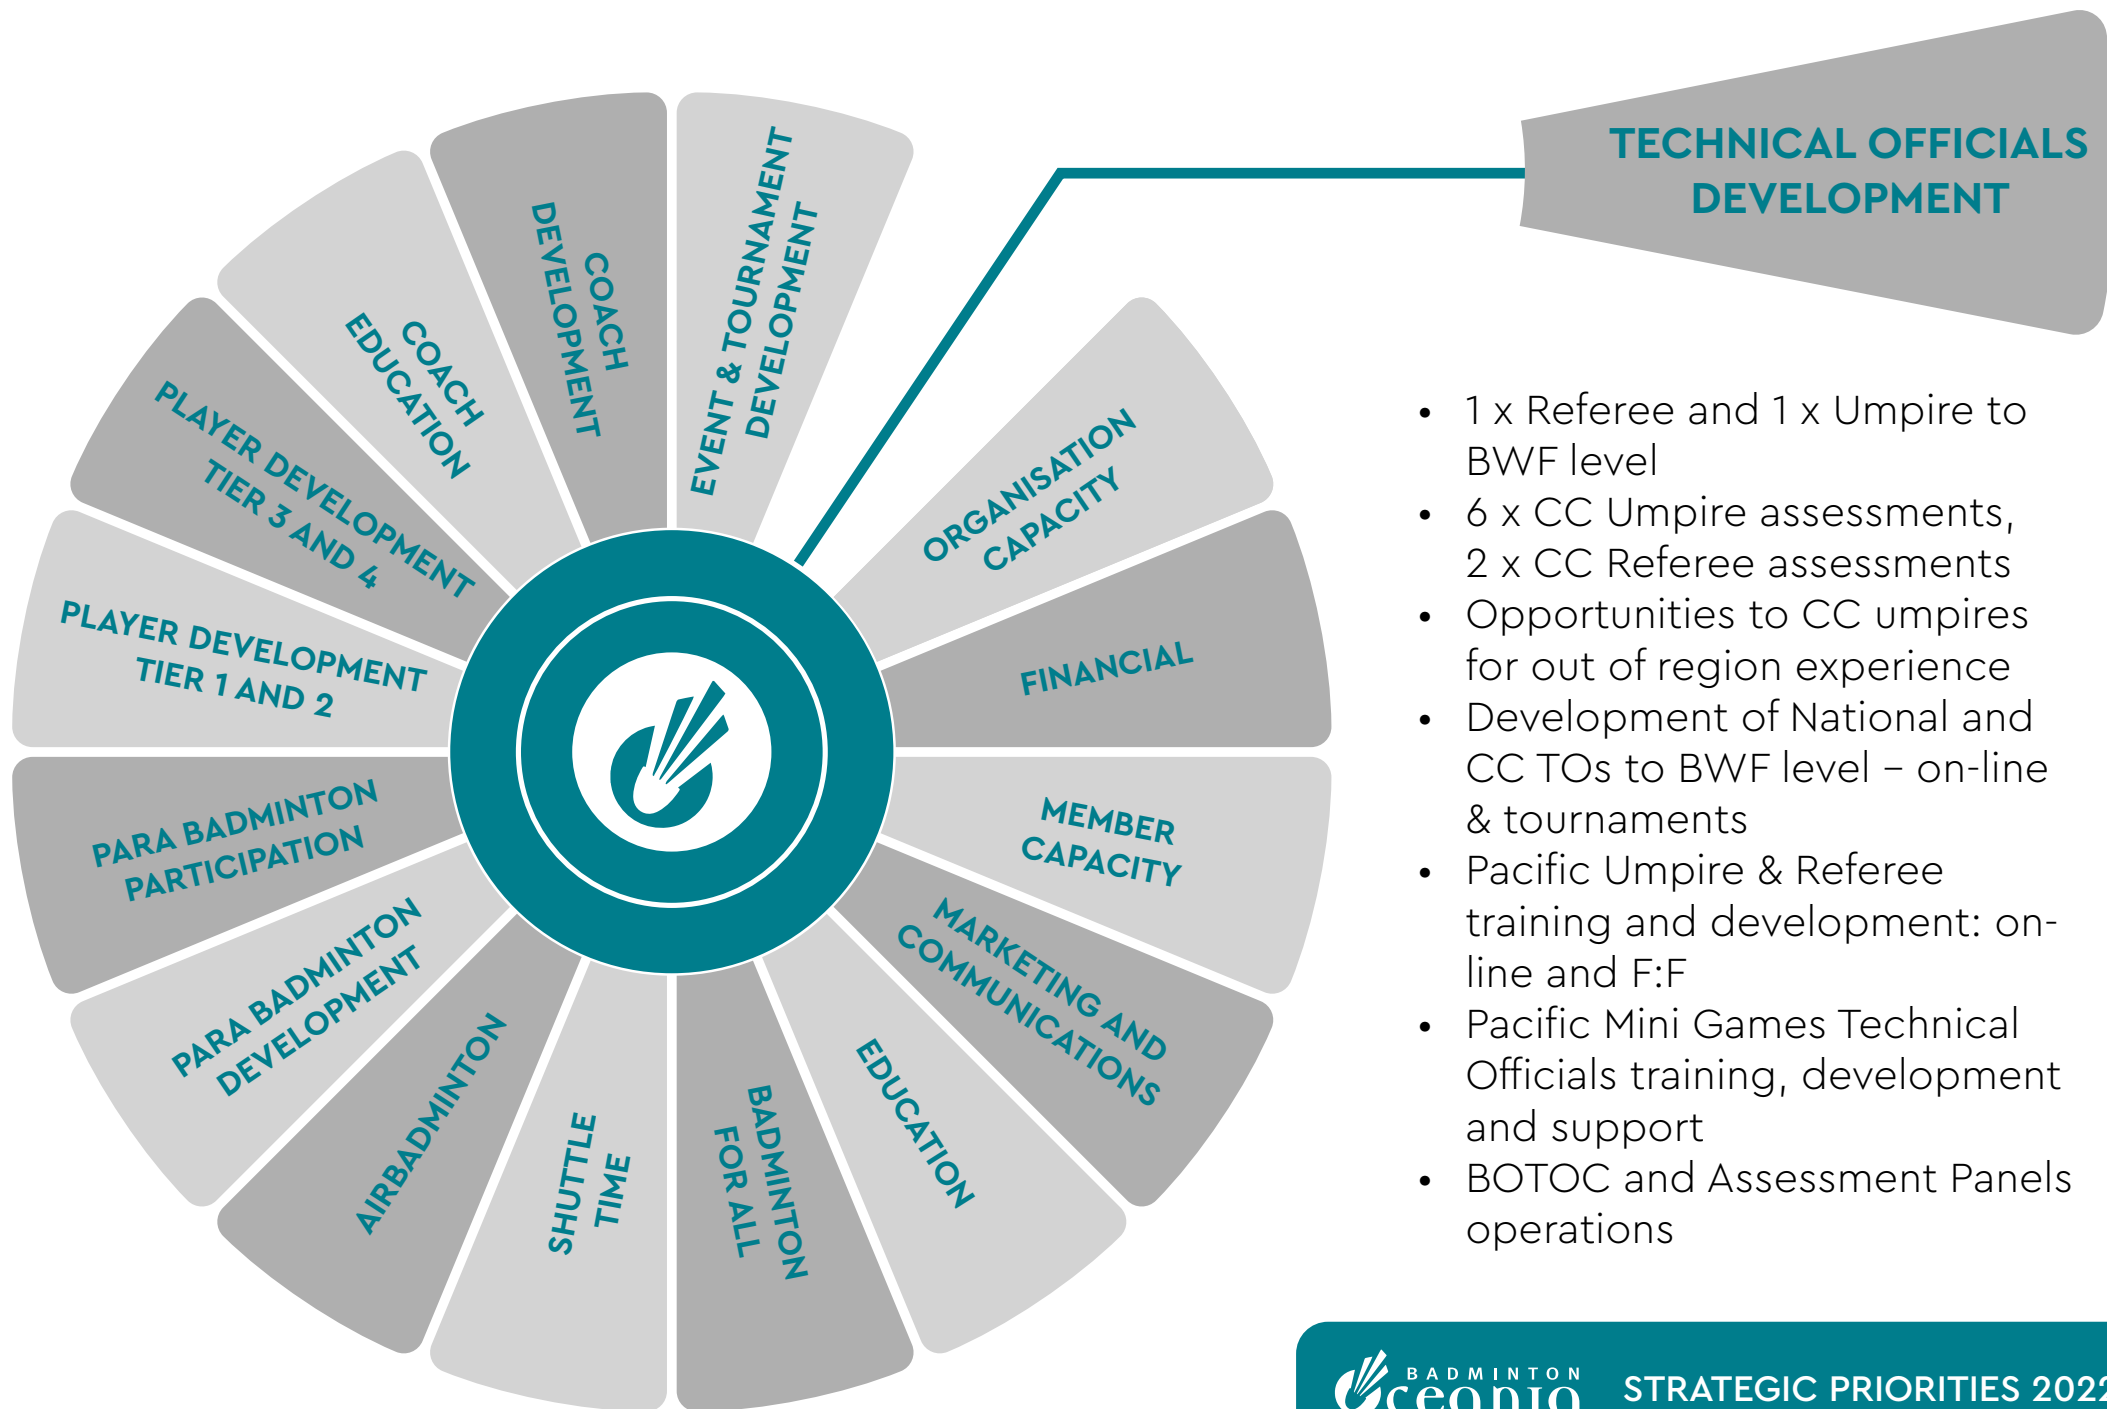 TECHNICAL OFFICIALS
DEVELOPMENT
EVENT & TOURNAMENT
DEVELOPMENT
COACH
DEVELOPMENT
COACH
EDUCATION
PLAYER DEVELOPMENT
TIER 3 AND 4
PLAYER DEVELOPMENT
TIER 1 AND 2
PARA BADMINTON
PARTICIPATION
PARA BADMINTON
DEVELOPMENT
AIRBADMINTON
SHUTTLE
TIME
BADMINTON
FOR ALL
EDUCATION
MARKETING AND
COMMUNICATIONS
MEMBER
CAPACITY
FINANCIAL
ORGANISATION
CAPACITY
• 1 x Referee and 1 x Umpire to
BWF level
• 6 x CC Umpire assessments,
2 x CC Referee assessments
• Opportunities to CC umpires
for out of region experience
• Development of National and
CC TOs to BWF level – on-line
& tournaments
• Pacific Umpire & Referee
training and development: on-
line and F:F
• Pacific Mini Games Technical
Officials training, development
and support
• BOTOC and Assessment Panels
operations
BADMINTON
Oceania
STRATEGIC PRIORITIES 2022